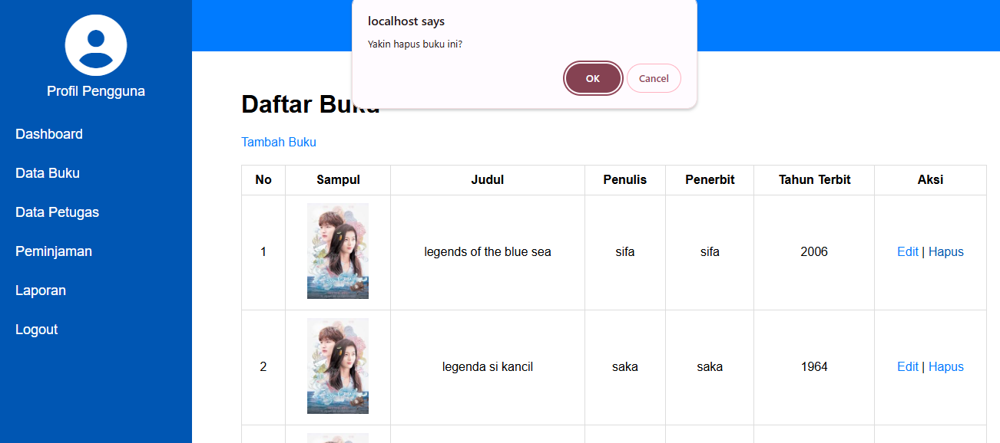 localhost says
Yakin hapus buku ini?
OK Cancel
Profil Pengguna
Dashboard
Data Buku
Data Petugas
Peminjaman
Laporan
Logout
Daftar Buku
Tambah Buku
No Sampul Judul Penulis Penerbit Tahun Terbit Aksi
1 legends of the blue sea sifa sifa 2006 Edit | Hapus
2 legenda si kancil saka saka 1964 Edit | Hapus